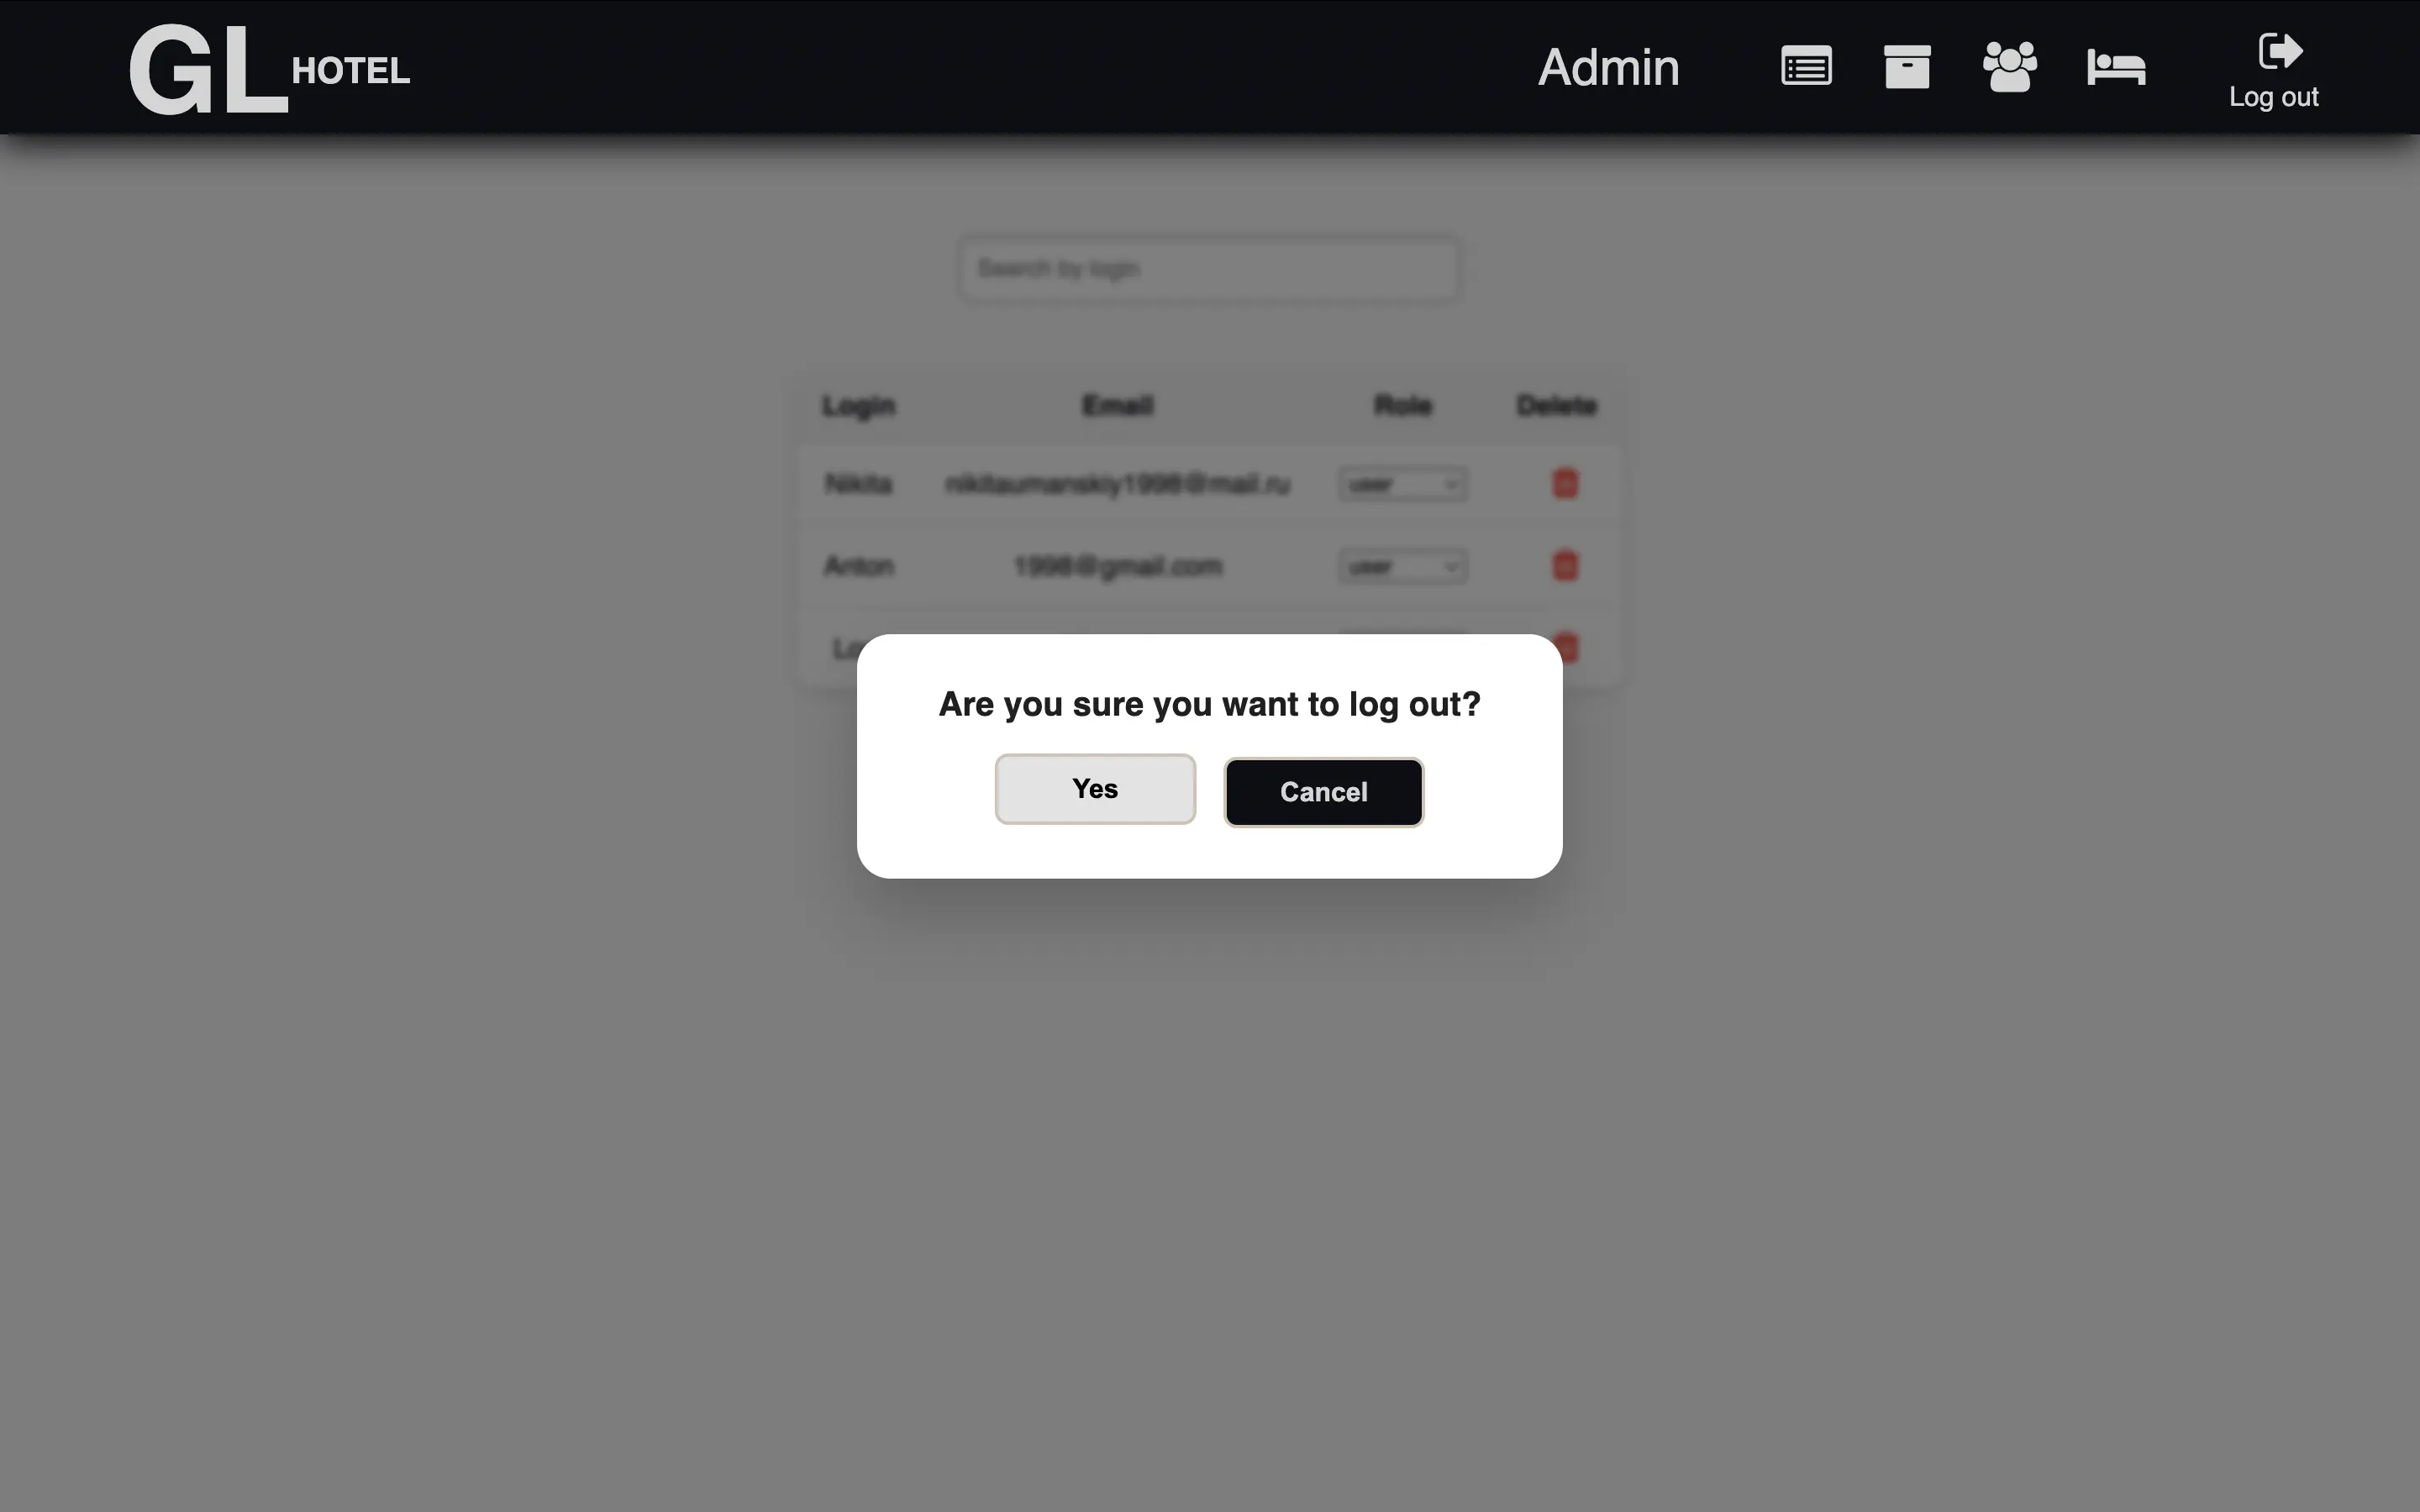 GL HOTEL
Admin
Log out
Search by login
Login Email Role Delete
Nikita nikitaumanskiy1998@mail.ru user
Anton 1998@gmail.com user
Are you sure you want to log out?
Yes Cancel